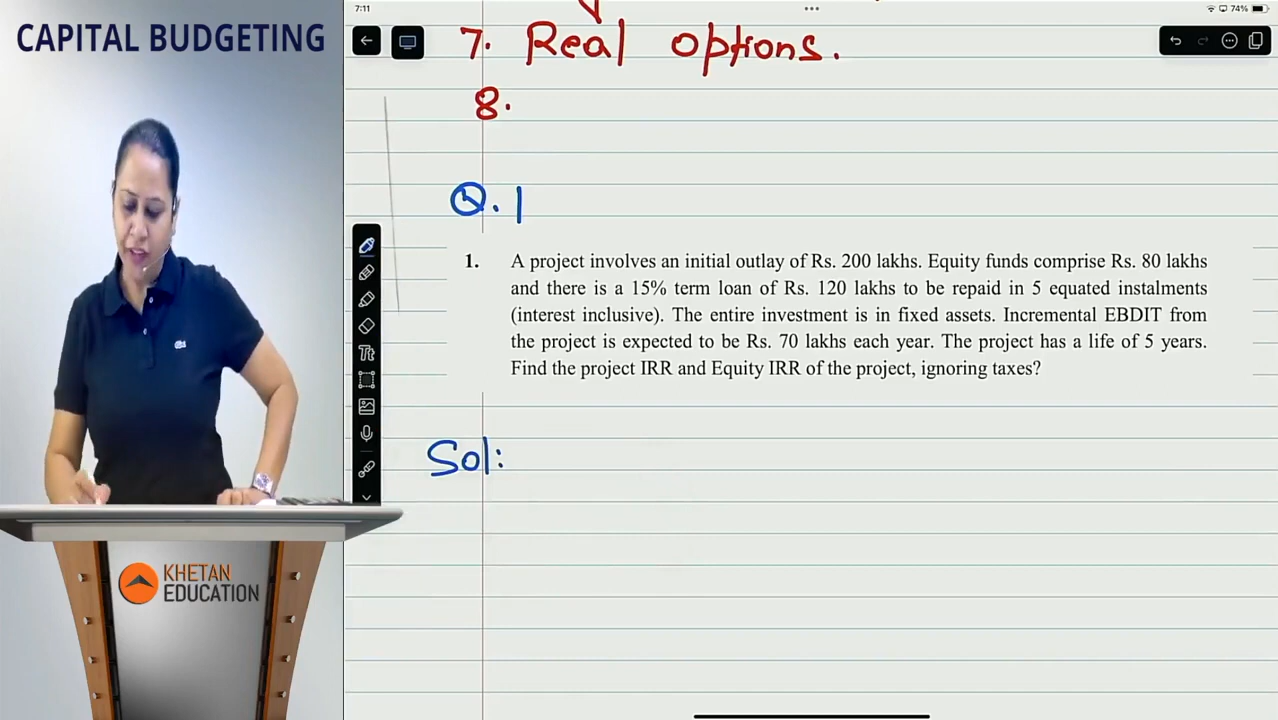 CAPITAL BUDGETING
7:11
74%
7. Real options.
8.
Q. 1
1. A project involves an initial outlay of Rs. 200 lakhs. Equity funds comprise Rs. 80 lakhs
and there is a 15% term loan of Rs. 120 lakhs to be repaid in 5 equated instalments
(interest inclusive). The entire investment is in fixed assets. Incremental EBDIT from
the project is expected to be Rs. 70 lakhs each year. The project has a life of 5 years.
Find the project IRR and Equity IRR of the project, ignoring taxes?
Tt
Sol:
KHETAN
EDUCATION